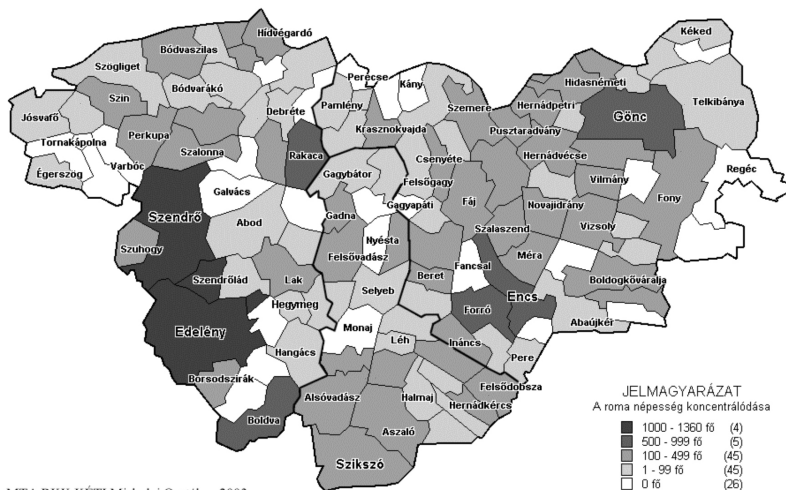 Kéked
Hídvégardó
Bódvaszilas
Szögliget
Perecse
Kány
Hidasnémeti
Telkibánya
Bódvarákó
Szin
Debréte
Pamlény
Szemere
Hernádpetri
Gönc
Jósvafő
Perkupa
Krasznokvajda
Pusztaradvány
Tornakápolna
Szalonna
Rakaca
Csenyéte
Hernádvécse
Varbóc
Felsőgagy
Regéc
Égerszög
Gagybátor
Vilmány
Galvács
Fony
Gagyapáti
Fáj
Novajdrány
Szendrő
Abod
Gadna
Szalaszend
Vizsoly
Szuhogy
Nyésta
Felsővadász
Méra
Szendrőlád
Lak
Beret
Fancsal
Boldogkőváralja
Selyeb
Encs
Hegymeg
Forró
Edelény
Monaj
Abaújkér
Léh
Ináncs
Hangács
Pere
Borsodszirák
Felsődobsza
Alsóvadász
Halmaj
Hernádkércs
Boldva
Aszaló
Szikszó
JELMAGYARÁZAT
A roma népesség koncentrálódása
1000 - 1360 fő (4)
500 - 999 fő (5)
100 - 499 fő (45)
1 - 99 fő (45)
0 fő (26)